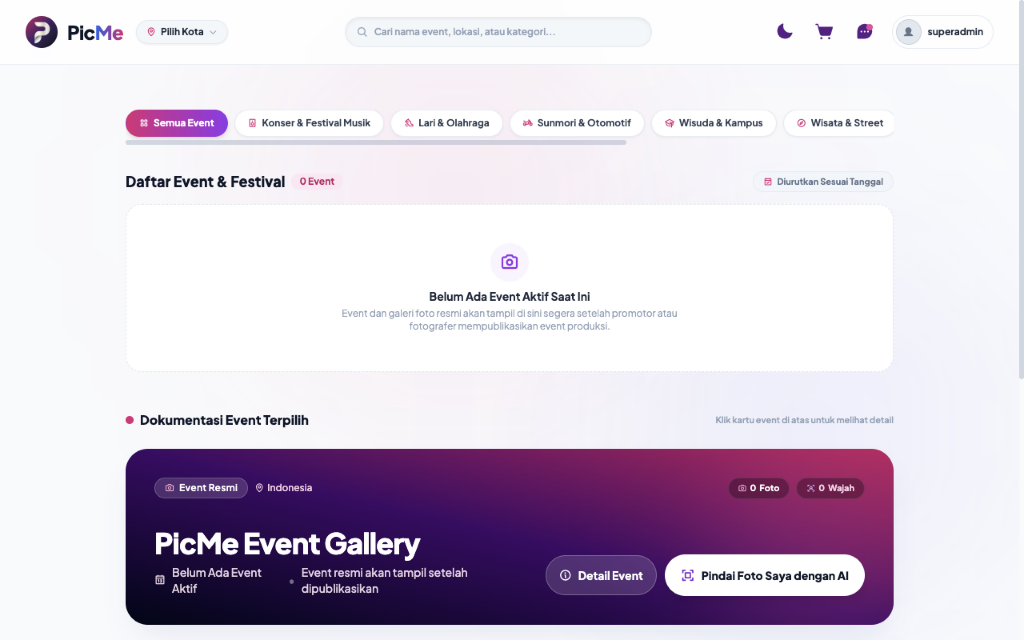 PicMe
Pilih Kota
Cari nama event, lokasi, atau kategori...
superadmin
Semua Event
Konser & Festival Musik
Lari & Olahraga
Sunmori & Otomotif
Wisuda & Kampus
Wisata & Street
Daftar Event & Festival
0 Event
Diurutkan Sesuai Tanggal
Belum Ada Event Aktif Saat Ini
Event dan galeri foto resmi akan tampil di sini segera setelah promotor atau
fotografer mempublikasikan event produksi.
Dokumentasi Event Terpilih
Klik kartu event di atas untuk melihat detail
Event Resmi
Indonesia
0 Foto
0 Wajah
PicMe Event Gallery
Belum Ada Event
Aktif
Event resmi akan tampil setelah
dipublikasikan
Detail Event
Pindai Foto Saya dengan AI